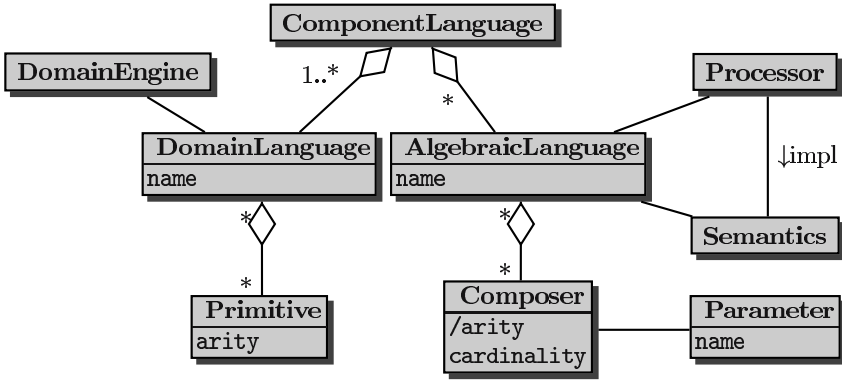 ComponentLanguage
DomainEngine
1..*
*
Processor
DomainLanguage
name
AlgebraicLanguage
name
↓impl
*
*
Semantics
*
*
Primitive
arity
Composer
/arity
cardinality
Parameter
name